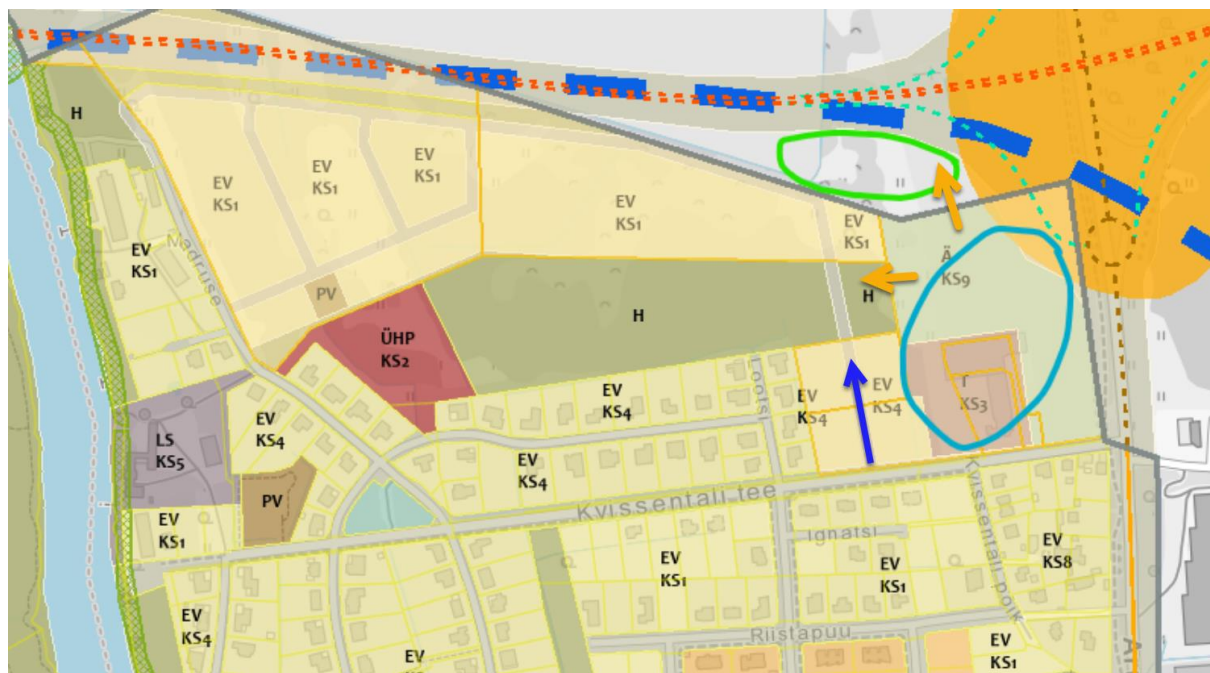 H
EV
KS1
EV
KS1
EV
KS1
EV
KS1
EV
KS1
EV
KS1
Madruse
Ä
KS9
PV
H
H
ÜHP
KS2
EV
KS4
Lootsi
EV
KS4
EV
KS4
T
KS3
EV
KS4
LS
KS5
EV
KS4
PV
Kvissentali tee
EV
KS1
Ignatsi
Kvissentali põik
EV
KS8
EV
KS1
EV
KS1
EV
KS4
Riistapuu
EV
KS1
EV